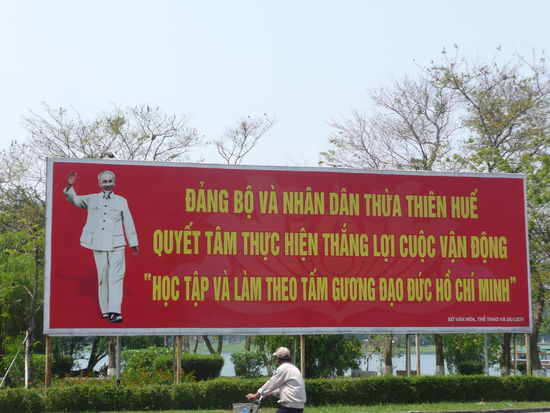 ĐẢNG BỘ VÀ NHÂN DÂN THỪA THIÊN HUẾ
QUYẾT TÂM THỰC HIỆN THẮNG LỢI CUỘC VẬN ĐỘNG
"HỌC TẬP VÀ LÀM THEO TẤM GƯƠNG ĐẠO ĐỨC HỒ CHÍ MINH"
SỞ VĂN HÓA, THỂ THAO VÀ DU LỊCH